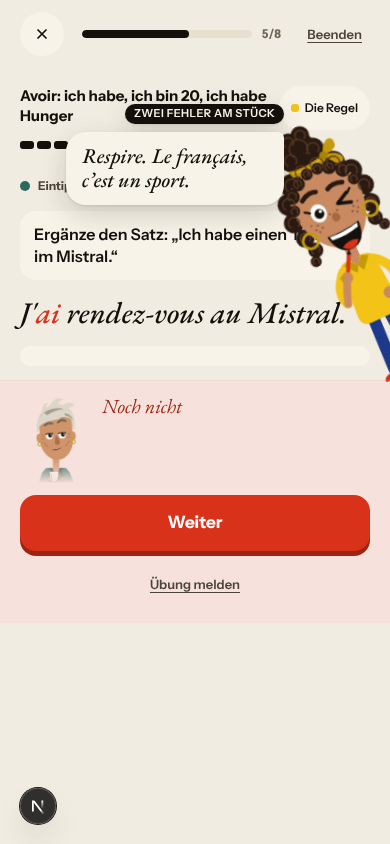 5/8
Beenden
Avoir: ich habe, ich bin 20, ich habe
Hunger
Die Regel
ZWEI FEHLER AM STÜCK
Respire. Le français,
c'est un sport.
Ergänze den Satz: „Ich habe einen
im Mistral.“
J'ai rendez-vous au Mistral.
Noch nicht
Weiter
Übung melden
N